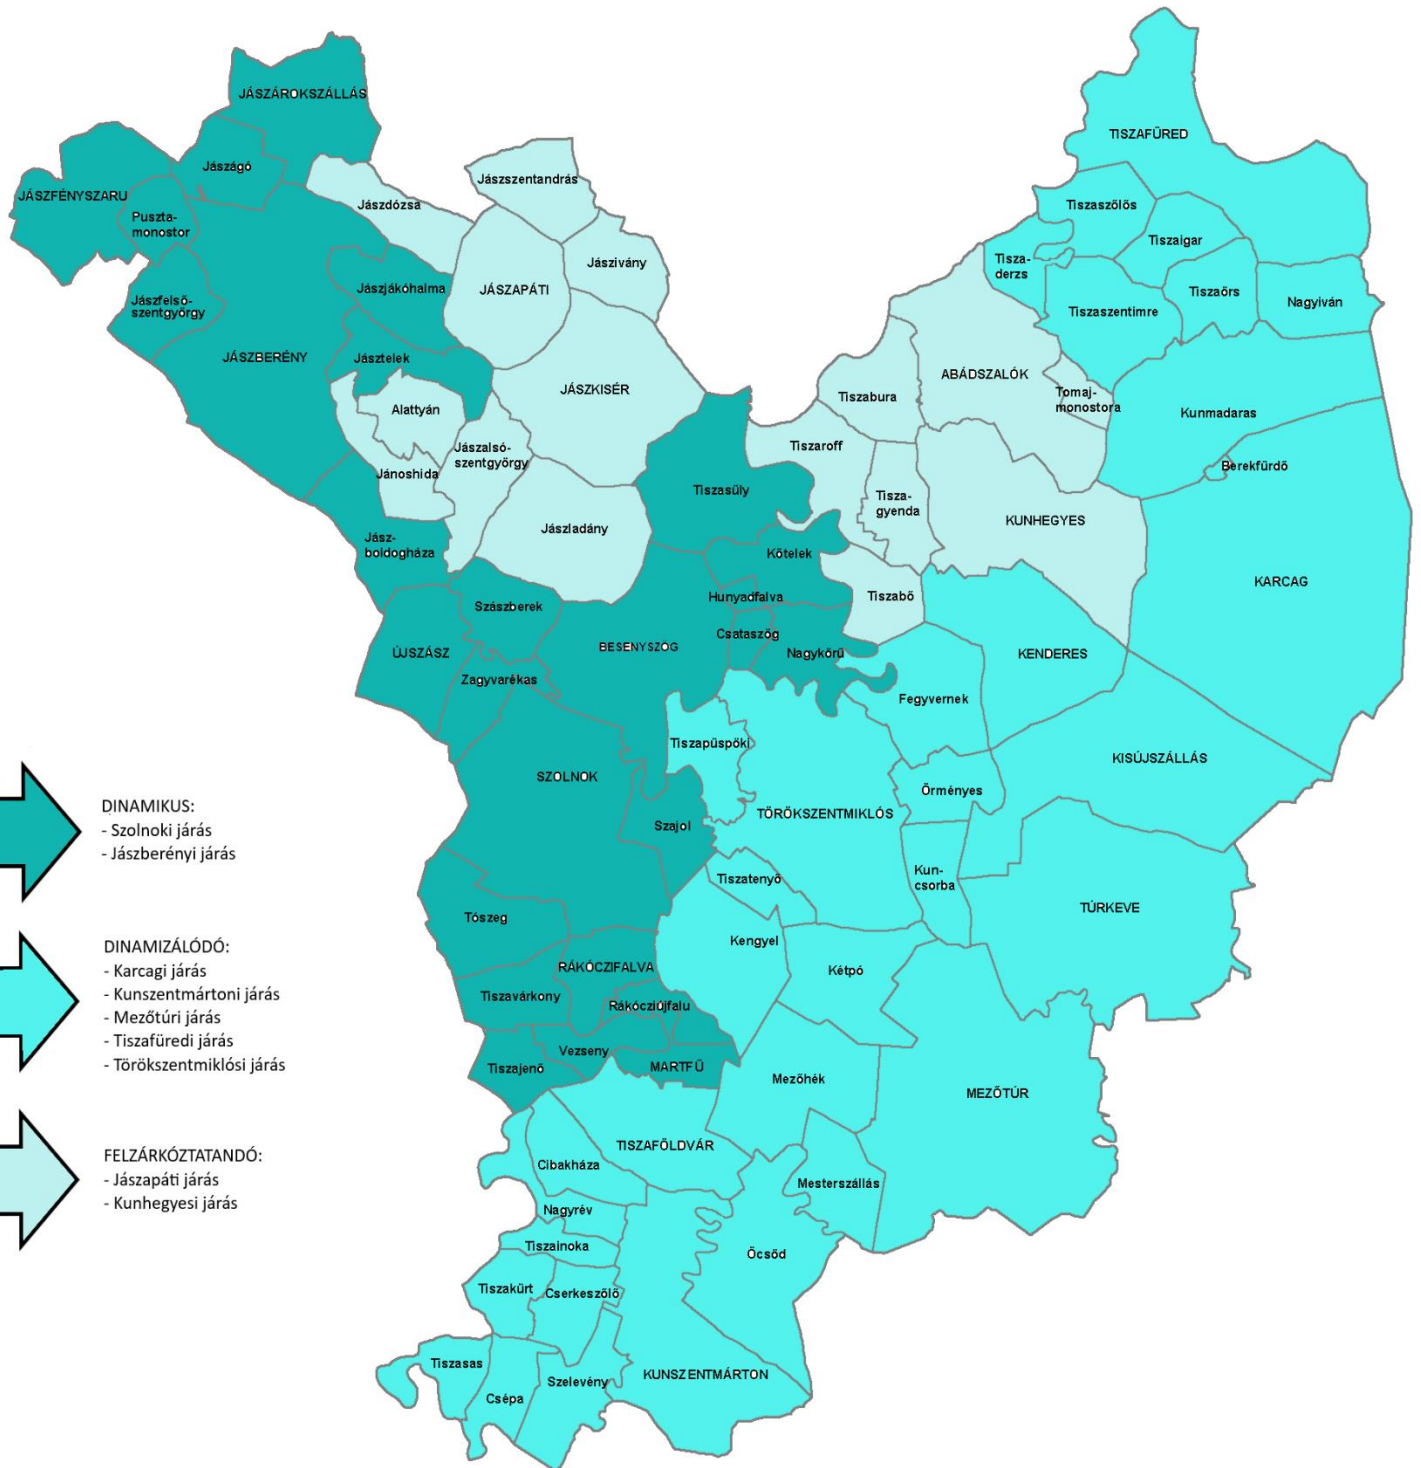 JÁSZÁROKSZÁLLÁS
Jászágó
JÁSZFÉNYSZARU
Puszta-
monostor
Jászfelső-
szentgyörgy
JÁSZBERÉNY
Jászdózsa
Jászszentandrás
Jászivány
JÁSZAPÁTI
Jászjákóhalma
Jásztelek
Alattyán
JÁSZKISÉR
Jászalsó-
szentgyörgy
Jánoshida
Jászladány
Jász-
boldogháza
Szászberek
ÚJSZÁSZ
Zagyvarékas
BESENYSZÖG
Tiszasüly
Kőtelek
Hunyadfalva
Csataszög
Nagykörű
TISZAFÜRED
Tiszaszőlős
Tiszaigar
Tisza-
derzs
Tiszaörs
Nagyiván
Tiszaszentimre
ABÁDSZALÓK
Tomaj-
monostora
Tiszabura
Tiszaroff
Tisza-
gyenda
Kunmadaras
Berekfürdő
KUNHEGYES
KARCAG
Tiszabő
KENDERES
Fegyvernek
KISÚJSZÁLLÁS
Örményes
Tiszapüspöki
SZOLNOK
TÖRÖKSZENTMIKLÓS
Szajol
Tiszatenyő
Kun-
csorba
TÚRKEVE
Tószeg
Kengyel
Kétpó
RÁKÓCZIFALVA
Tiszavárkony
Rákócziújfalu
Vezseny
Tiszajenő
MARTFŰ
Mezőhék
MEZŐTÚR
TISZAFÖLDVÁR
Cibakháza
Mesterszállás
Nagyrév
Tiszainoka
Öcsöd
Tiszakürt
Cserkeszőlő
Tiszasas
Csépa
Szelevény
KUNSZENTMÁRTON
DINAMIKUS:
- Szolnoki járás
- Jászberényi járás
DINAMIZÁLÓDÓ:
- Karcagi járás
- Kunszentmártoni járás
- Mezőtúri járás
- Tiszafüredi járás
- Törökszentmiklósi járás
FELZÁRKÓZTATANDÓ:
- Jászapáti járás
- Kunhegyesi járás